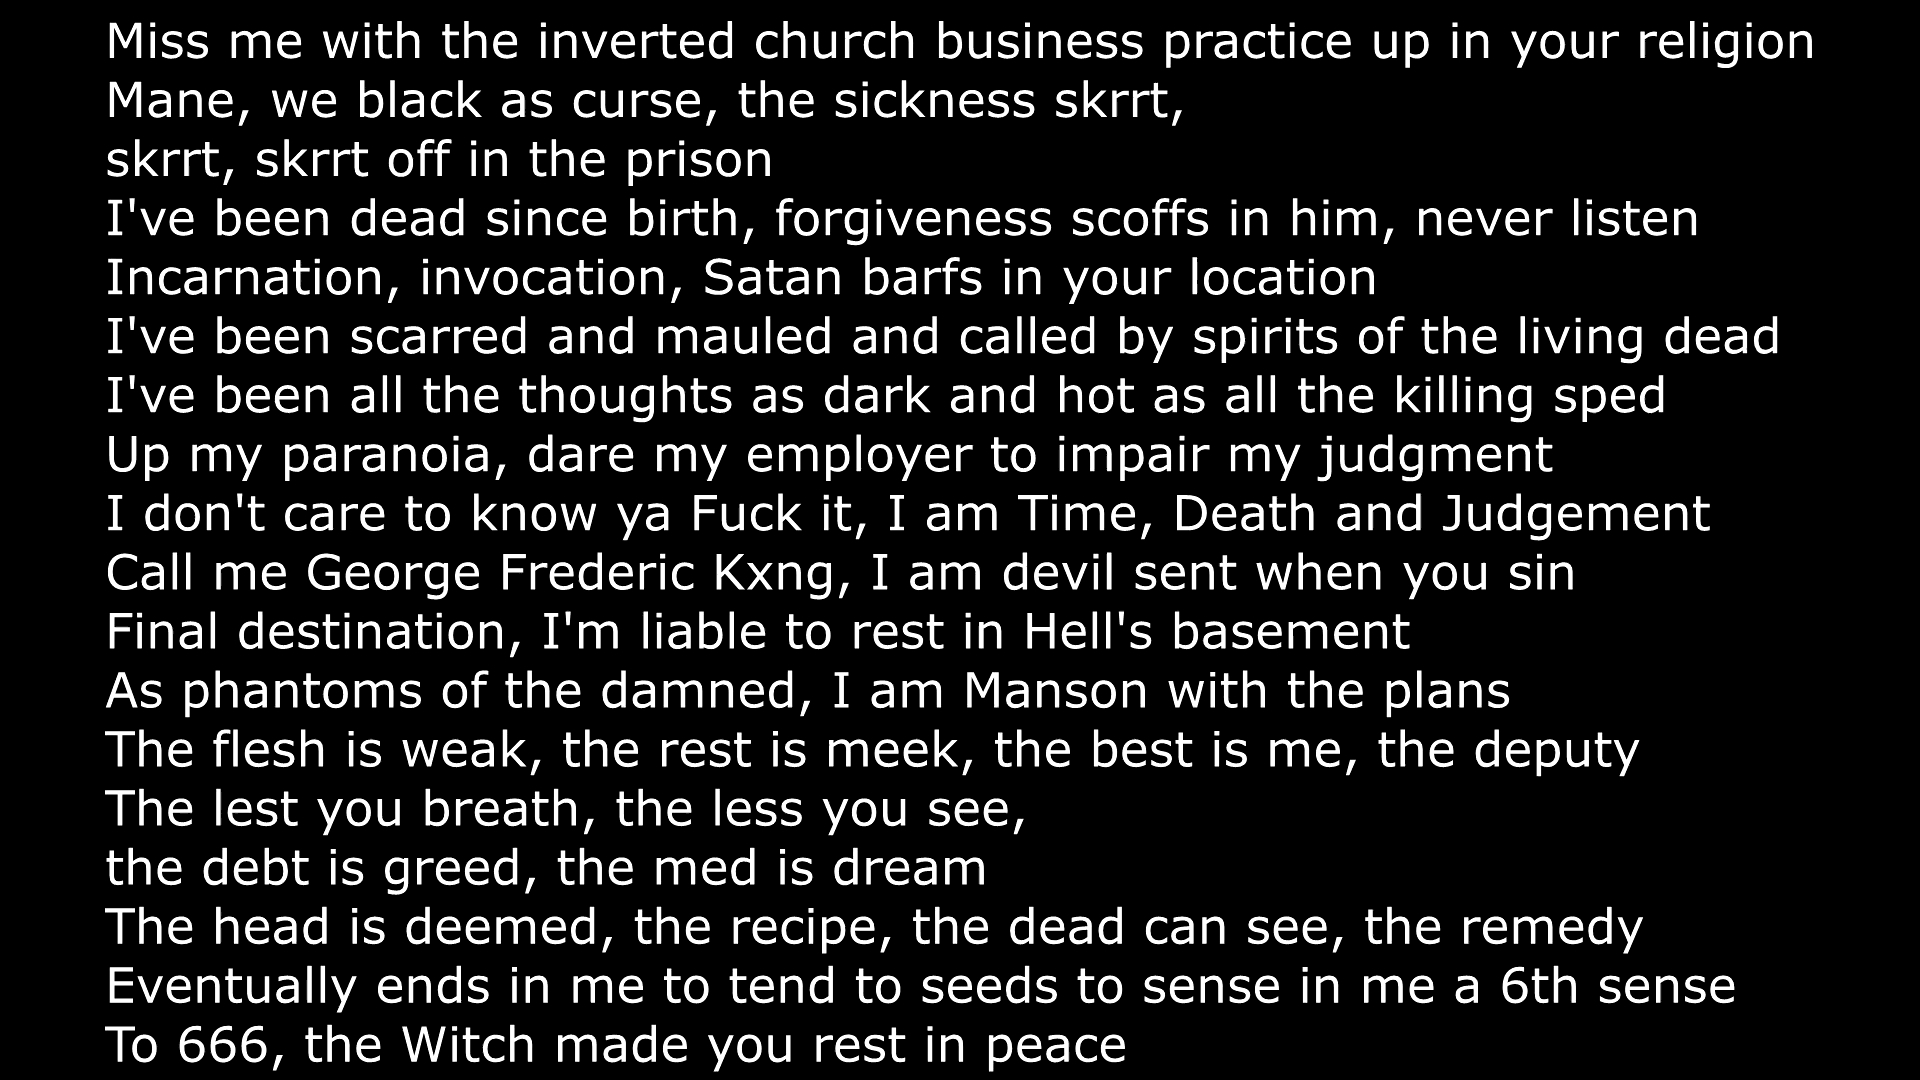 Miss me with the inverted church business practice up in your religion
Mane, we black as curse, the sickness skrrt,
skrrt, skrrt off in the prison
I've been dead since birth, forgiveness scoffs in him, never listen
Incarnation, invocation, Satan barfs in your location
I've been scarred and mauled and called by spirits of the living dead
I've been all the thoughts as dark and hot as all the killing sped
Up my paranoia, dare my employer to impair my judgment
I don't care to know ya Fuck it, I am Time, Death and Judgement
Call me George Frederic Kxng, I am devil sent when you sin
Final destination, I'm liable to rest in Hell's basement
As phantoms of the damned, I am Manson with the plans
The flesh is weak, the rest is meek, the best is me, the deputy
The lest you breath, the less you see,
the debt is greed, the med is dream
The head is deemed, the recipe, the dead can see, the remedy
Eventually ends in me to tend to seeds to sense in me a 6th sense
To 666, the Witch made you rest in peace